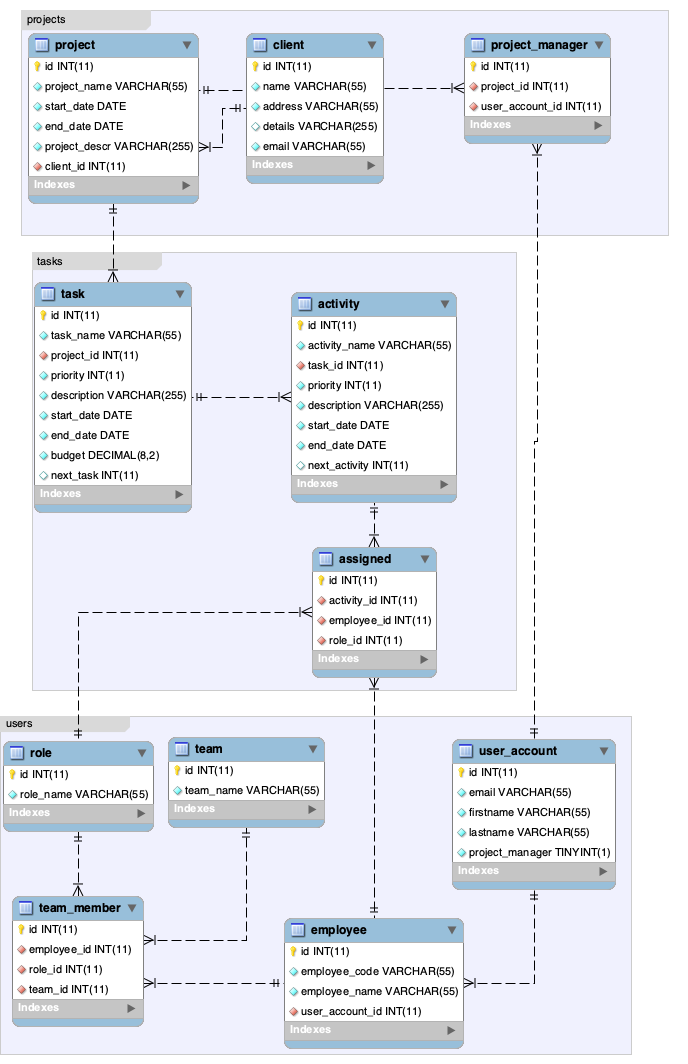 projects
project
id INT(11)
project_name VARCHAR(55)
start_date DATE
end_date DATE
project_descr VARCHAR(255)
client_id INT(11)
Indexes
client
id INT(11)
name VARCHAR(55)
address VARCHAR(55)
details VARCHAR(255)
email VARCHAR(55)
Indexes
project_manager
id INT(11)
project_id INT(11)
user_account_id INT(11)
Indexes
tasks
task
id INT(11)
task_name VARCHAR(55)
project_id INT(11)
priority INT(11)
description VARCHAR(255)
start_date DATE
end_date DATE
budget DECIMAL(8,2)
next_task INT(11)
Indexes
activity
id INT(11)
activity_name VARCHAR(55)
task_id INT(11)
priority INT(11)
description VARCHAR(255)
start_date DATE
end_date DATE
next_activity INT(11)
Indexes
assigned
id INT(11)
activity_id INT(11)
employee_id INT(11)
role_id INT(11)
Indexes
users
role
id INT(11)
role_name VARCHAR(55)
Indexes
team
id INT(11)
team_name VARCHAR(55)
Indexes
user_account
id INT(11)
email VARCHAR(55)
firstname VARCHAR(55)
lastname VARCHAR(55)
project_manager TINYINT(1)
Indexes
team_member
id INT(11)
employee_id INT(11)
role_id INT(11)
team_id INT(11)
Indexes
employee
id INT(11)
employee_code VARCHAR(55)
employee_name VARCHAR(55)
user_account_id INT(11)
Indexes